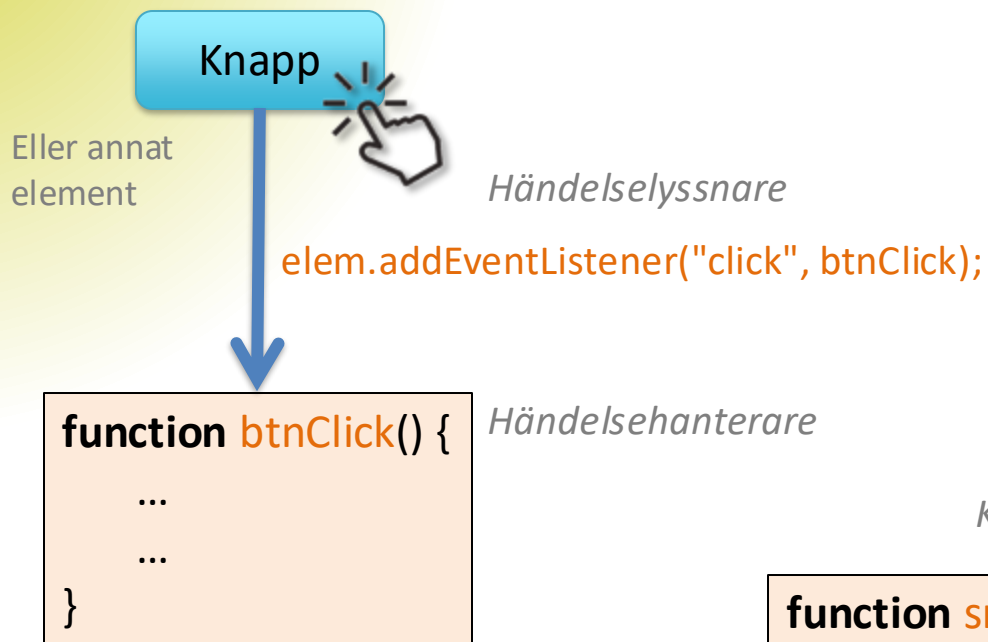 Knapp
Eller annat
element
Händelselyssnare
elem.addEventListener("click", btnClick);
function btnClick() {
...
...
}
Händelsehanterare
function